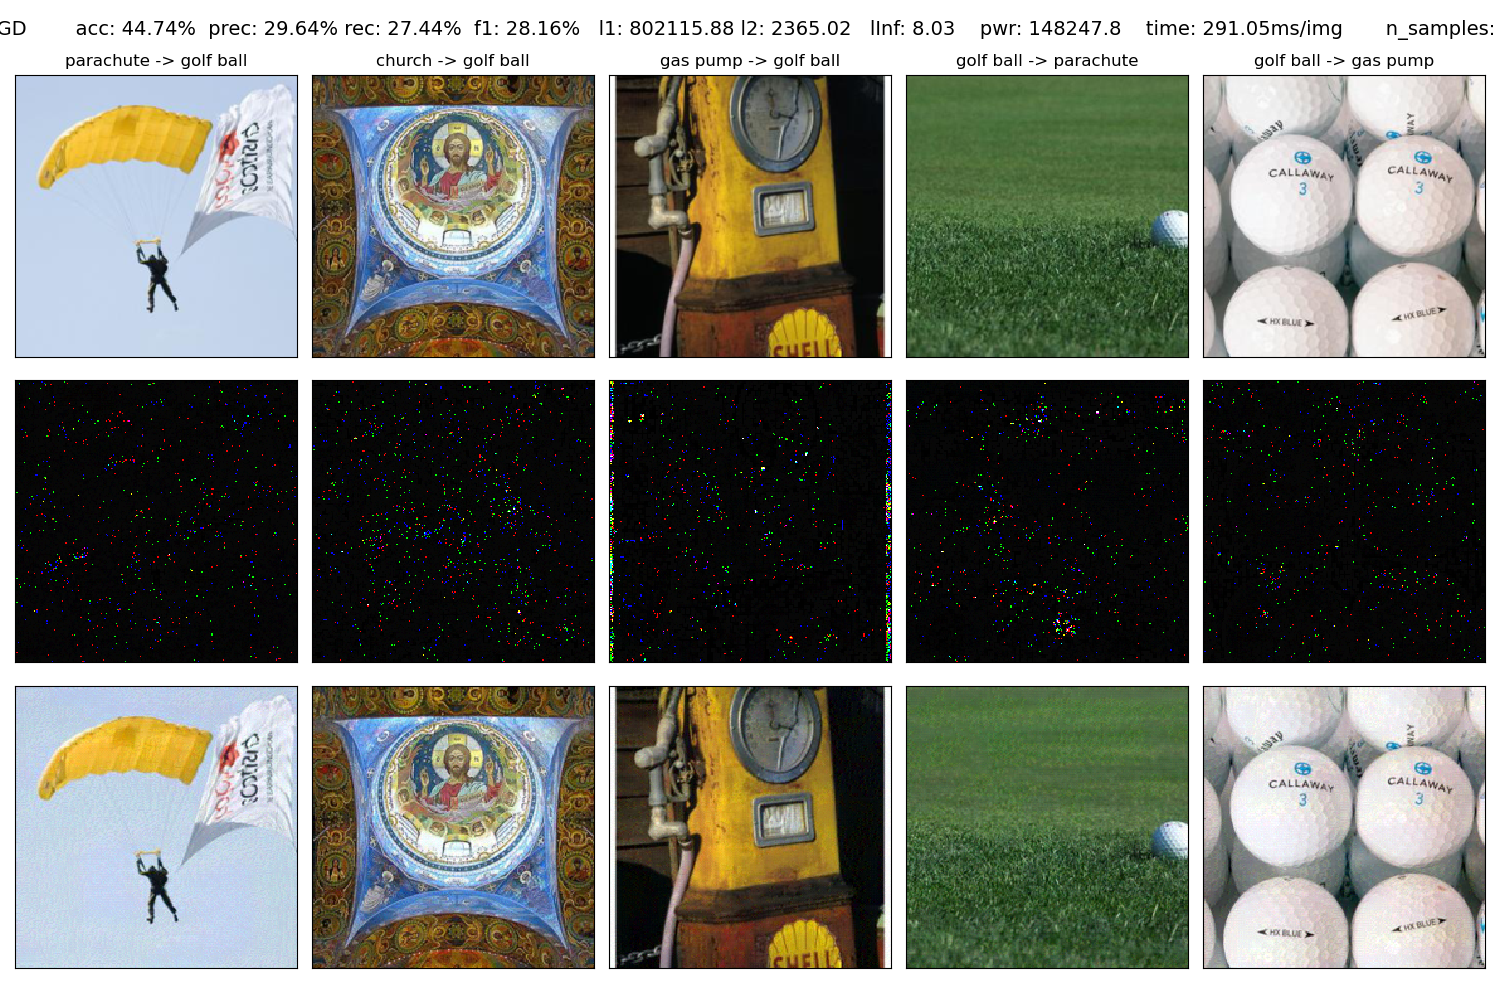 GD acc: 44.74% prec: 29.64% rec: 27.44% f1: 28.16% l1: 802115.88 l2: 2365.02 lInf: 8.03 pwr: 148247.8 time: 291.05ms/img n_samples:
parachute -> golf ball church -> golf ball gas pump -> golf ball golf ball -> parachute golf ball -> gas pump
CALLAWAY CALLAWAY
3 3
HX BLUE HX BLUE
SHELL
CALLAWAY CALLAWAY
3 3
HX BLUE HX BLUE
SHELL